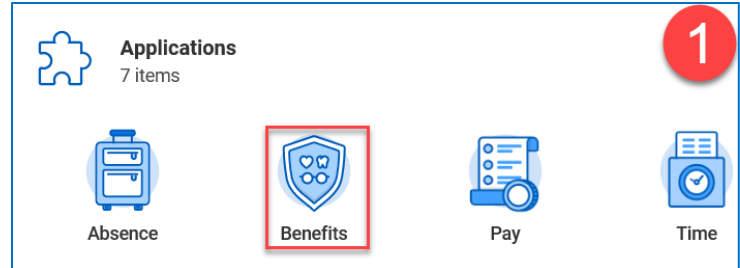 Applications
7 items
1
Absence
Benefits
Pay
Time